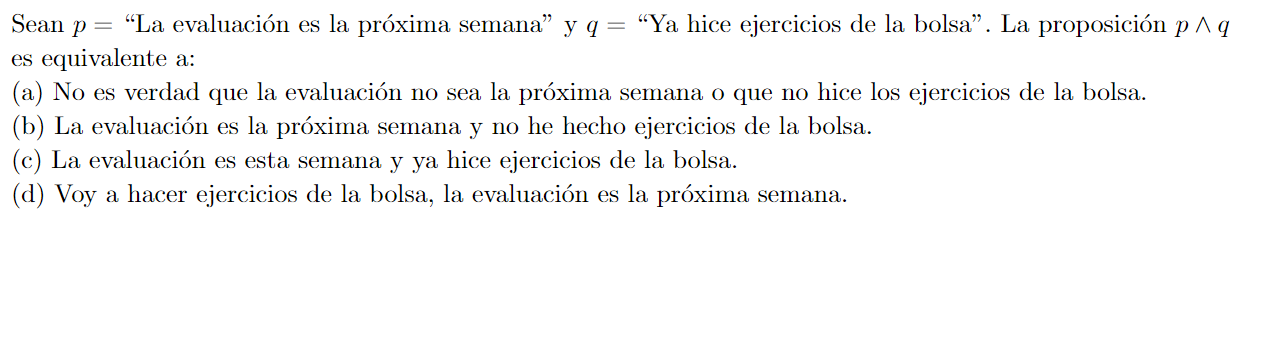 Sean p = “La evaluación es la próxima semana” y q = “Ya hice ejercicios de la bolsa”. La proposición p ∧ q
es equivalente a:
(a) No es verdad que la evaluación no sea la próxima semana o que no hice los ejercicios de la bolsa.
(b) La evaluación es la próxima semana y no he hecho ejercicios de la bolsa.
(c) La evaluación es esta semana y ya hice ejercicios de la bolsa.
(d) Voy a hacer ejercicios de la bolsa, la evaluación es la próxima semana.